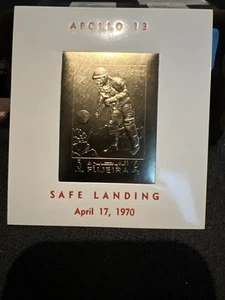 APOLLO 13
FUJEIRA
SAFE LANDING
April 17, 1970